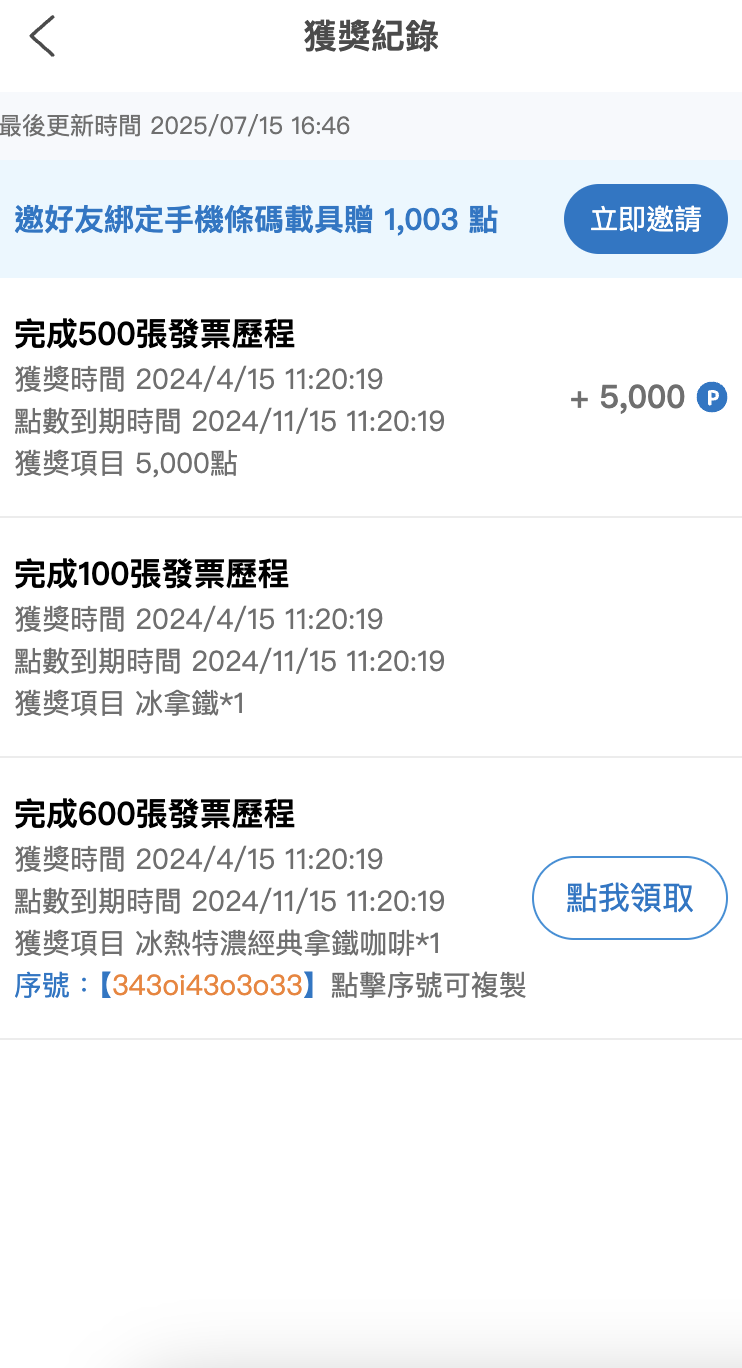 獲獎紀錄
最後更新時間 2025/07/15 16:46
邀好友綁定手機條碼載具贈 1,003 點
立即邀請
完成500張發票歷程
獲獎時間 2024/4/15 11:20:19
點數到期時間 2024/11/15 11:20:19
獲獎項目 5,000點
+ 5,000 P
完成100張發票歷程
獲獎時間 2024/4/15 11:20:19
點數到期時間 2024/11/15 11:20:19
獲獎項目 冰拿鐵*1
完成600張發票歷程
獲獎時間 2024/4/15 11:20:19
點數到期時間 2024/11/15 11:20:19
獲獎項目 冰熱特濃經典拿鐵咖啡*1
序號：【343oi43o3o33】點擊序號可複製
點我領取